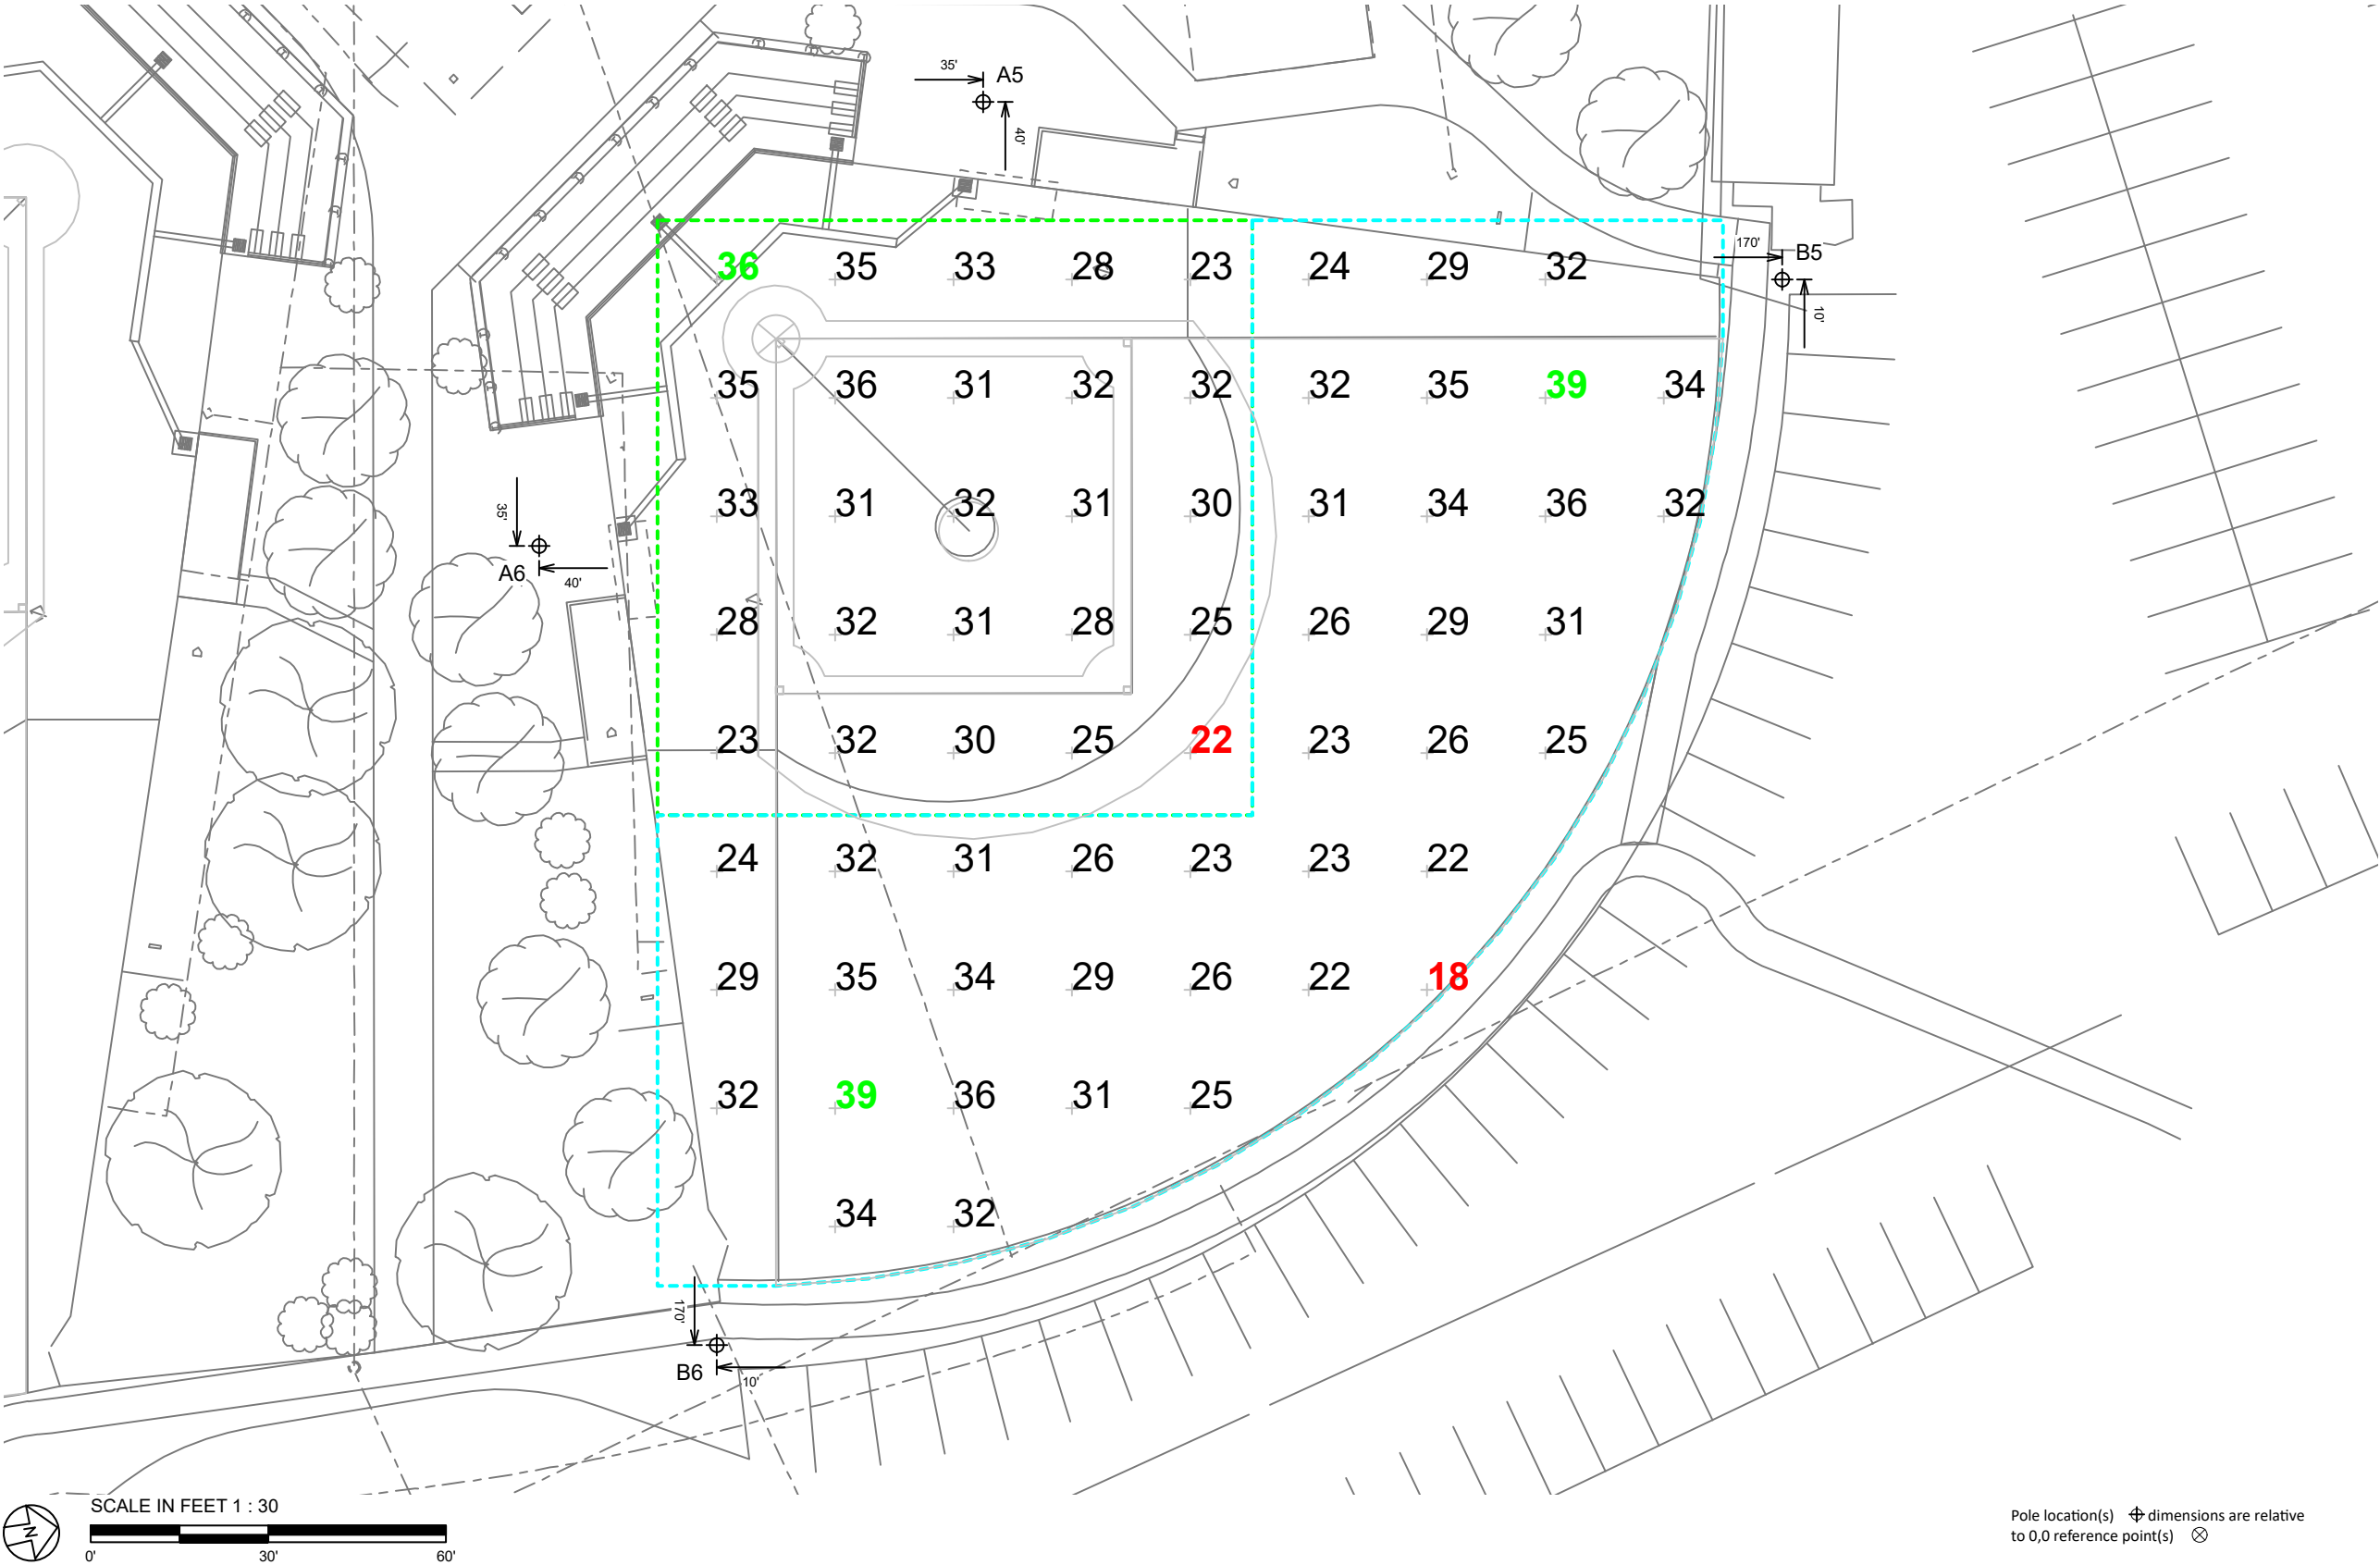 35' A5
40'
170' B5
10'
36 35 33 28 23 24 29 32
35 36 31 32 32 32 35 39 34
33 31 32 31 30 31 34 36 32
35'
A6 40'
28 32 31 28 25 26 29 31
23 32 30 25 22 23 26 25
24 32 31 26 23 23 22
29 35 34 29 26 22 18
32 39 36 31 25
34 32
170'
B6 10'
SCALE IN FEET 1 : 30
N
0' 30' 60'
Pole location(s) dimensions are relative
to 0,0 reference point(s)